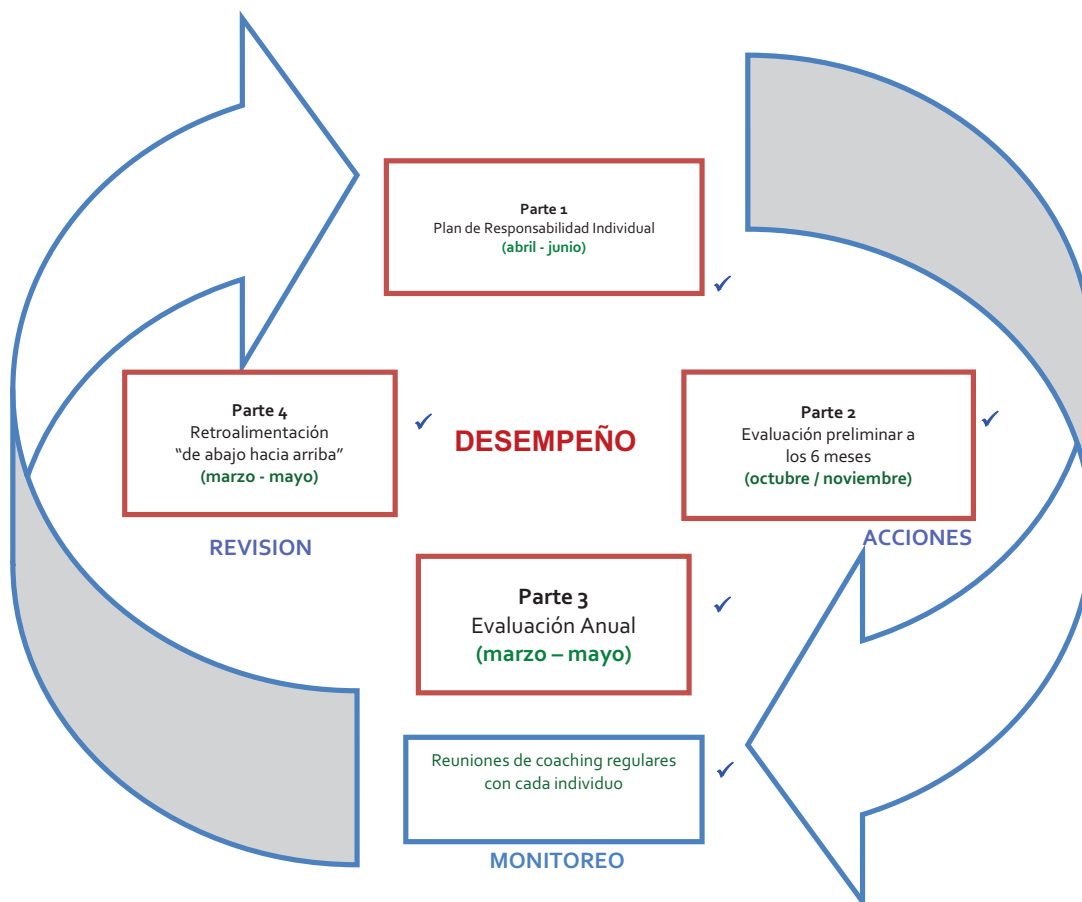 Parte 1
Plan de Responsabilidad Individual
(abril - junio)
Parte 4
Retroalimentación
“de abajo hacia arriba”
(marzo - mayo)
REVISION
DESEMPEÑO
Parte 2
Evaluación preliminar a
los 6 meses
(octubre / noviembre)
ACCIONES
Parte 3
Evaluación Anual
(marzo – mayo)
Reuniones de coaching regulares
con cada individuo
MONITOREO